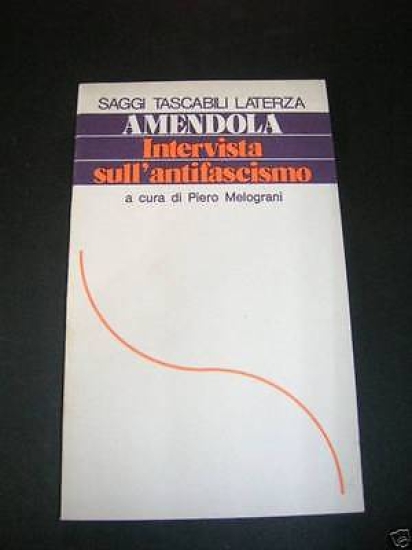 SAGGI TASCABILI LATERZA
AMENDOLA
Intervista
sull'antifascismo
a cura di Piero Melograni